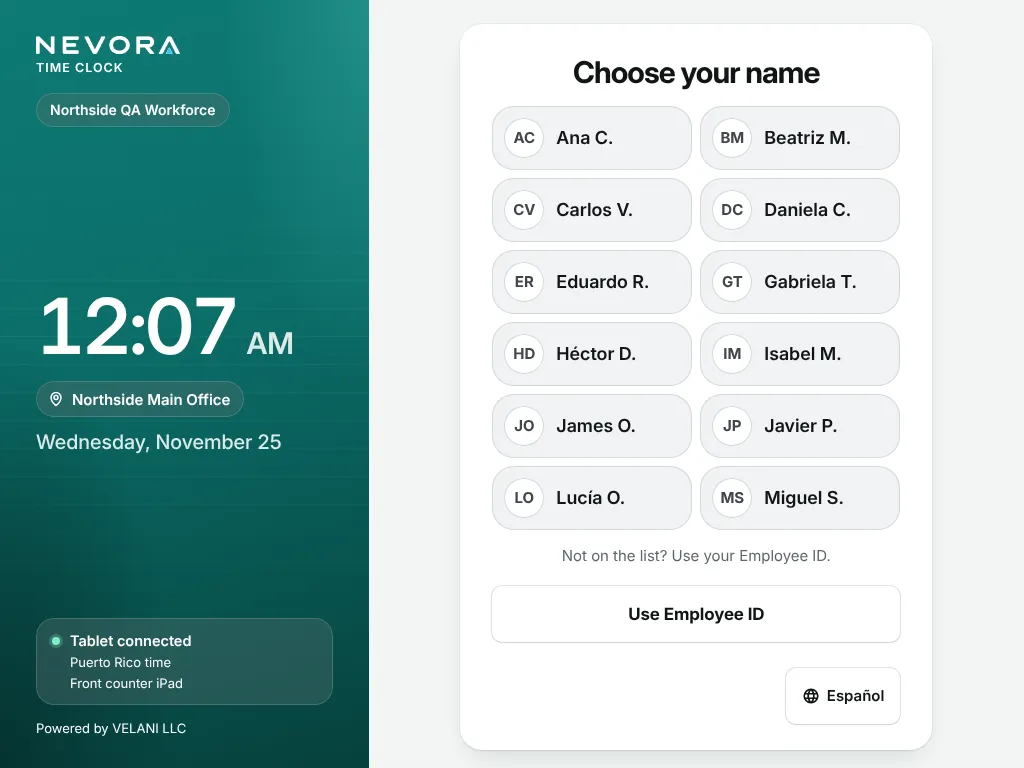 NEVORA
TIME CLOCK
Northside QA Workforce
12:07 AM
Northside Main Office
Wednesday, November 25
Tablet connected
Puerto Rico time
Front counter iPad
Powered by VELANI LLC
Choose your name
AC Ana C.
BM Beatriz M.
CV Carlos V.
DC Daniela C.
ER Eduardo R.
GT Gabriela T.
HD Héctor D.
IM Isabel M.
JO James O.
JP Javier P.
LO Lucía O.
MS Miguel S.
Not on the list? Use your Employee ID.
Use Employee ID
Español